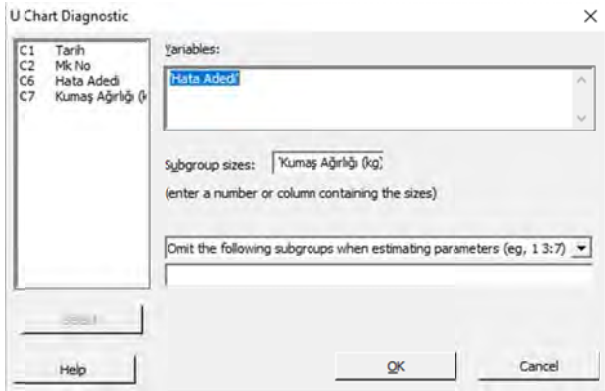 U Chart Diagnostic
C1 Tarih
C2 Mk No
C6 Hata Adedi
C7 Kumaş Ağırlığı (k
Variables:
'Hata Adedi'
Subgroup sizes: 'Kumaş Ağırlığı (kg)
(enter a number or column containing the sizes)
Omit the following subgroups when estimating parameters (eg, 1 3:7)
Select
Help
OK
Cancel